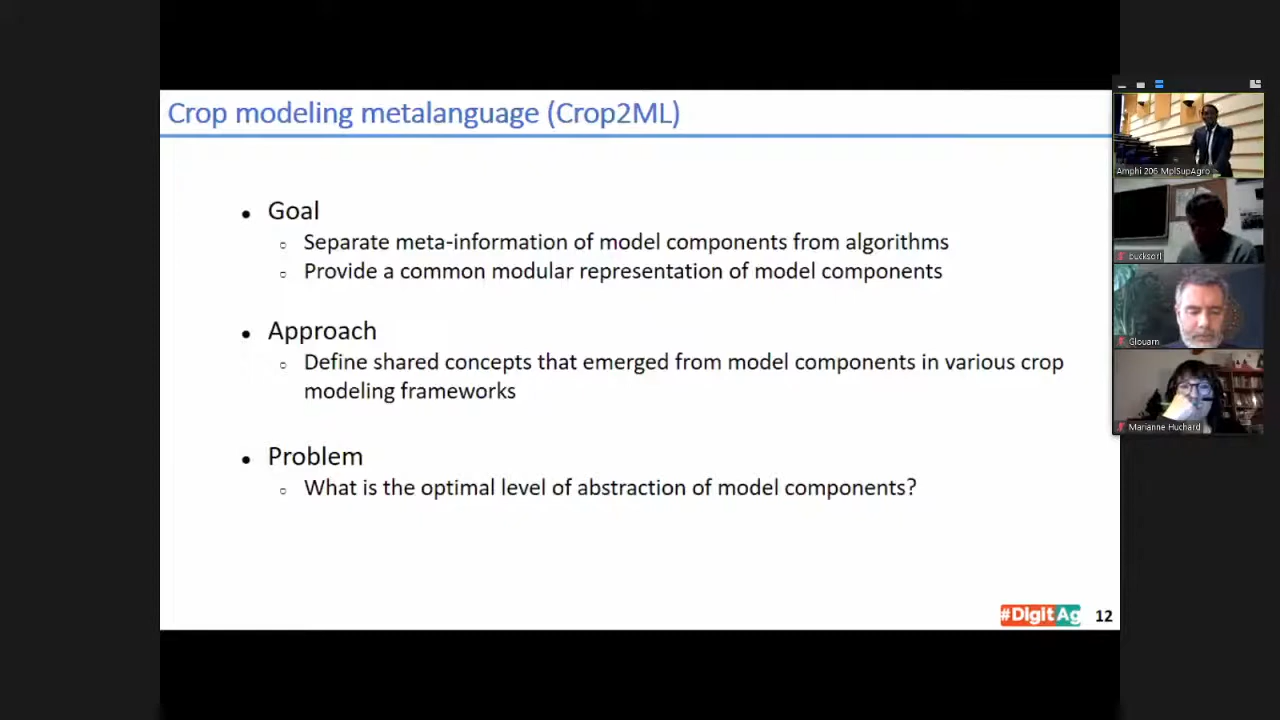 Crop modeling metalanguage (Crop2ML)
Goal
Separate meta-information of model components from algorithms
Provide a common modular representation of model components
Approach
Define shared concepts that emerged from model components in various crop
modeling frameworks
Problem
What is the optimal level of abstraction of model components?
#DigitAg
12
Amphi 206 MplSupAgro
bucksorl
Glouarn
Marianne Huchard